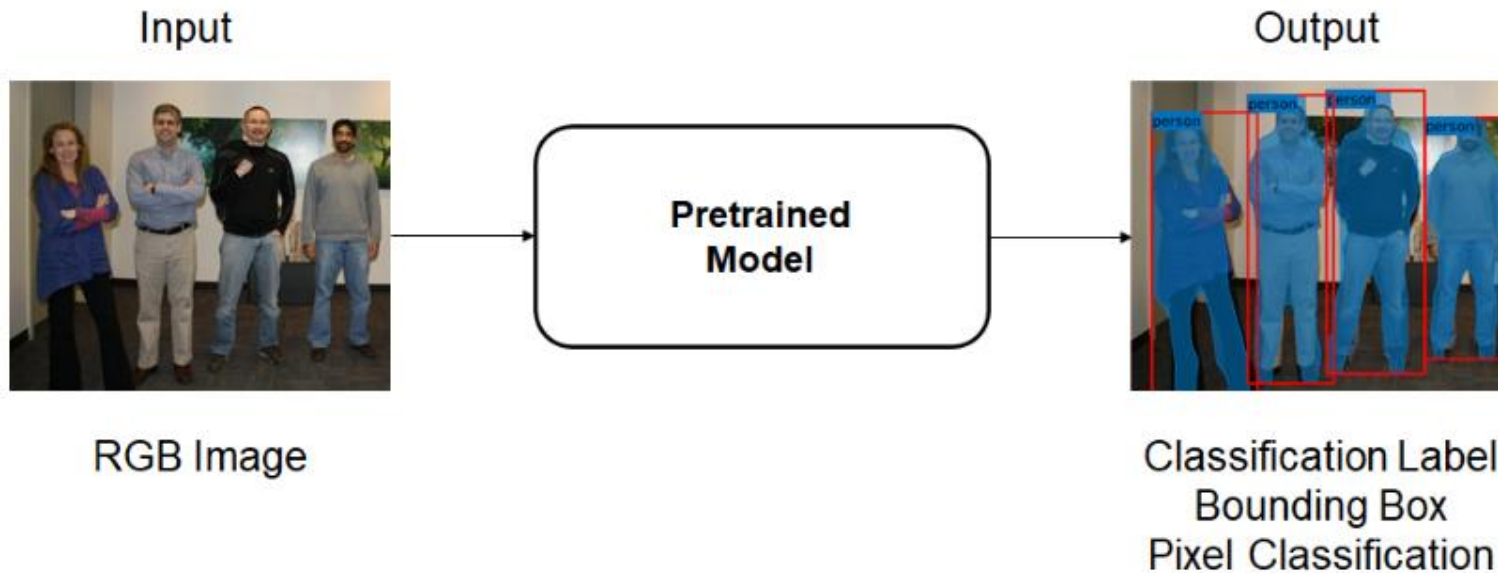 Input
Output
person
person
person
person
Pretrained
Model
RGB Image
Classification Label
Bounding Box
Pixel Classification